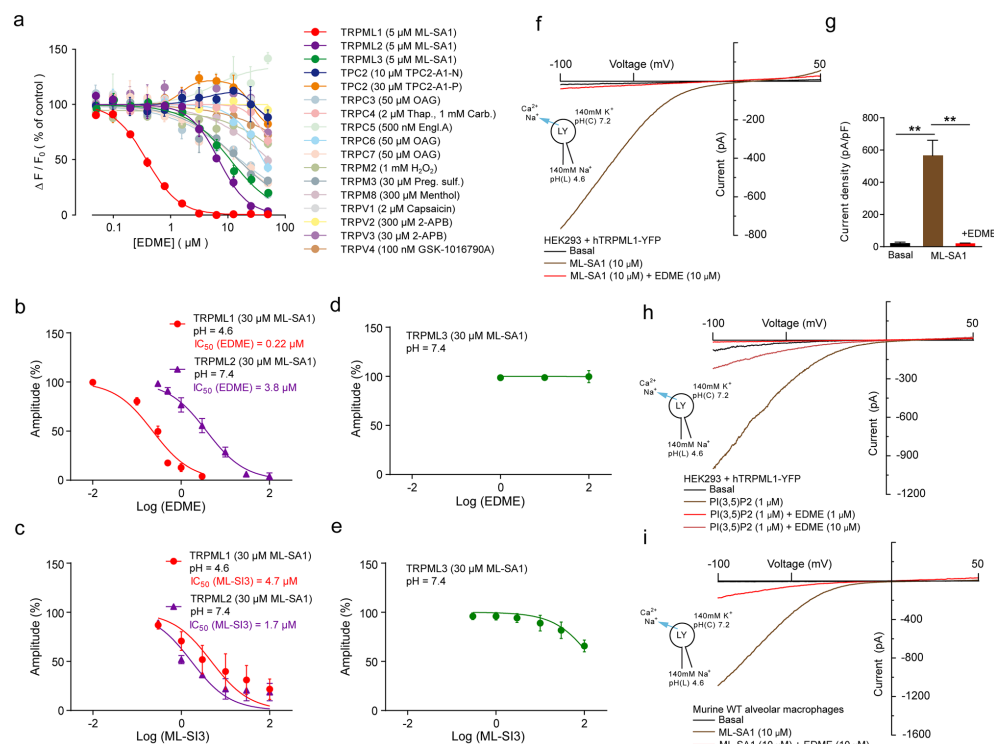 a
Δ F / F0 ( % of control)
150
100
50
0
0.1
1
10
100
[EDME] ( µM)
TRPML1 (5 µM ML-SA1)
TRPML2 (5 µM ML-SA1)
TRPML3 (5 µM ML-SA1)
TPC2 (10 µM TPC2-A1-N)
TPC2 (30 µM TPC2-A1-P)
TRPC3 (50 µM OAG)
TRPC4 (2 µM Thap., 1 mM Carb.)
TRPC5 (500 nM Engl.A)
TRPC6 (50 µM OAG)
TRPC7 (50 µM OAG)
TRPM2 (1 mM H2O2)
TRPM3 (30 µM Preg. sulf.)
TRPM8 (300 µM Menthol)
TRPV1 (2 µM Capsaicin)
TRPV2 (300 µM 2-APB)
TRPV3 (30 µM 2-APB)
TRPV4 (100 nM GSK-1016790A)
f
-100
Voltage (mV)
50
-200
-400
-600
-800
Current (pA)
Ca2+
Na+
LY
140mM K+
pH(C) 7.2
140mM Na+
pH(L) 4.6
HEK293 + hTRPML1-YFP
Basal
ML-SA1 (10 µM)
ML-SA1 (10 µM) + EDME (10 µM)
g
Current density (pA/pF)
800
600
400
200
0
**
**
+EDME
Basal
ML-SA1
b
Amplitude (%)
150
100
50
0
-2
0
2
Log (EDME)
TRPML1 (30 µM ML-SA1)
pH = 4.6
IC50 (EDME) = 0.22 µM
TRPML2 (30 µM ML-SA1)
pH = 7.4
IC50 (EDME) = 3.8 µM
d
Amplitude (%)
150
100
50
0
-2
0
2
Log (EDME)
TRPML3 (30 µM ML-SA1)
pH = 7.4
h
-100
Voltage (mV)
50
-300
-600
-900
-1200
Current (pA)
Ca2+
Na+
LY
140mM K+
pH(C) 7.2
140mM Na+
pH(L) 4.6
HEK293 + hTRPML1-YFP
Basal
PI(3,5)P2 (1 µM)
PI(3,5)P2 (1 µM) + EDME (1 µM)
PI(3,5)P2 (1 µM) + EDME (10 µM)
c
Amplitude (%)
150
100
50
0
-2
0
2
Log (ML-SI3)
TRPML1 (30 µM ML-SA1)
pH = 4.6
IC50 (ML-SI3) = 4.7 µM
TRPML2 (30 µM ML-SA1)
pH = 7.4
IC50 (ML-SI3) = 1.7 µM
e
Amplitude (%)
150
100
50
0
-2
0
2
Log (ML-SI3)
TRPML3 (30 µM ML-SA1)
pH = 7.4
i
-100
Voltage (mV)
50
-400
-800
-1200
-1600
Current (pA)
Ca2+
Na+
LY
140mM K+
pH(C) 7.2
140mM Na+
pH(L) 4.6
Murine WT alveolar macrophages
Basal
ML-SA1 (10 µM)
ML-SA1 (10 µM) + EDME (10 µM)